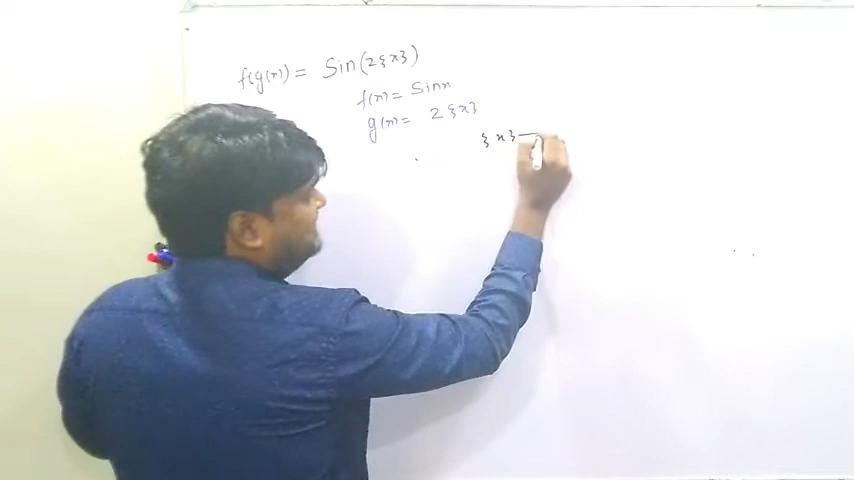 f(g(x)) = Sin(2{x})
f(x) = Sinx
g(x) = 2{x}
{x} —